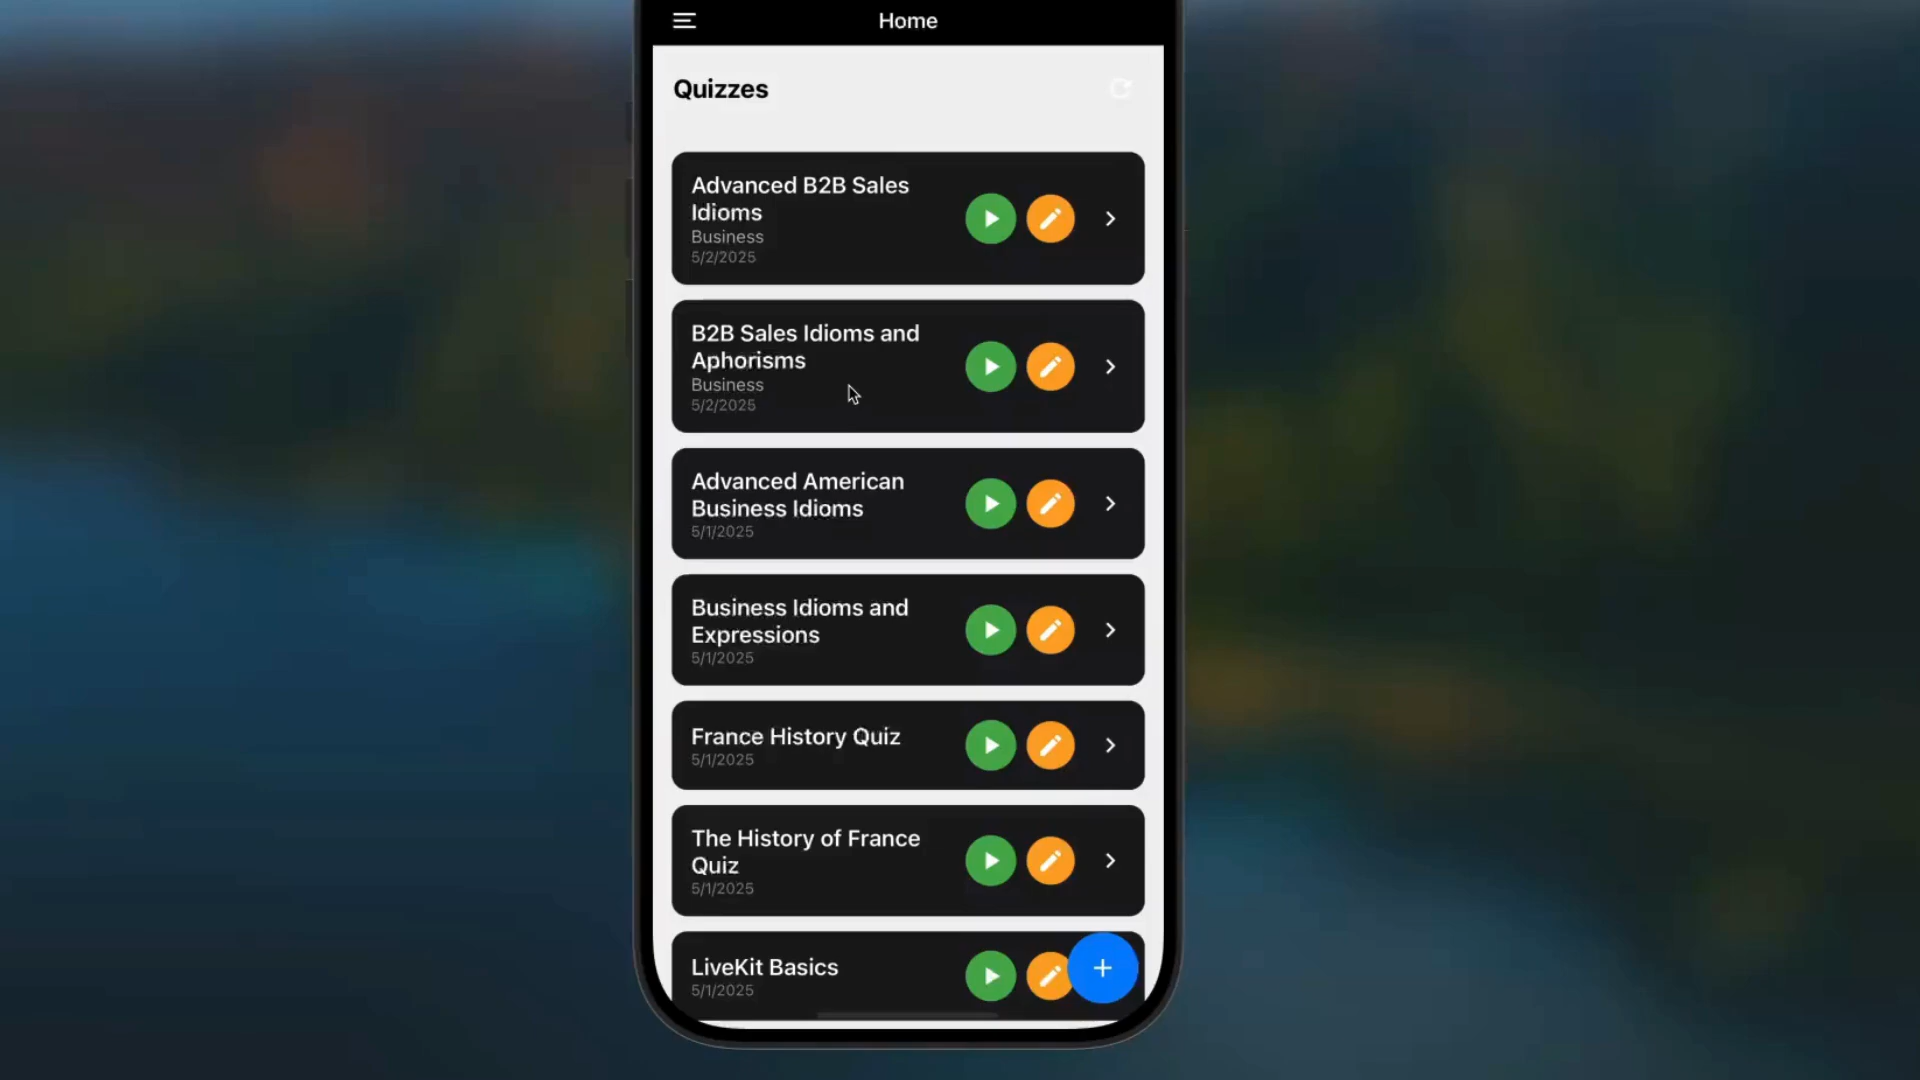 Home
Quizzes
Advanced B2B Sales
Idioms
Business
5/2/2025
B2B Sales Idioms and
Aphorisms
Business
5/2/2025
Advanced American
Business Idioms
5/1/2025
Business Idioms and
Expressions
5/1/2025
France History Quiz
5/1/2025
The History of France
Quiz
5/1/2025
LiveKit Basics
5/1/2025